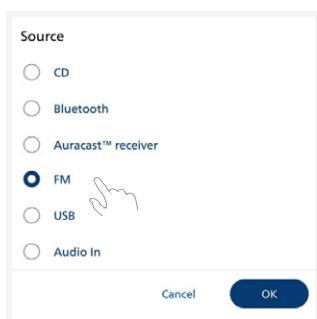 Source
CD
Bluetooth
Auracast™ receiver
FM
USB
Audio In
Cancel OK